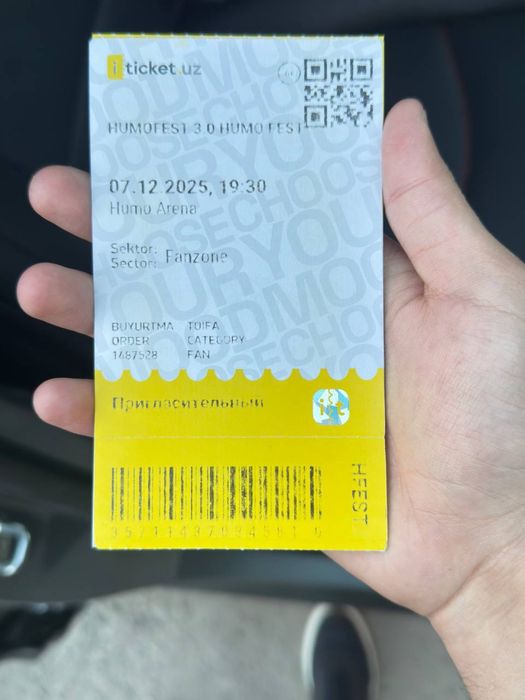 iticket.uz
HUMOFEST 3.0 HUMO FEST
07.12.2025, 19:30
Humo Arena
Sektor:
Sector: Fanzone
BUYURTMA TOIFA
ORDER CATEGORY
1487528 FAN
Пригласительный
H.FEST